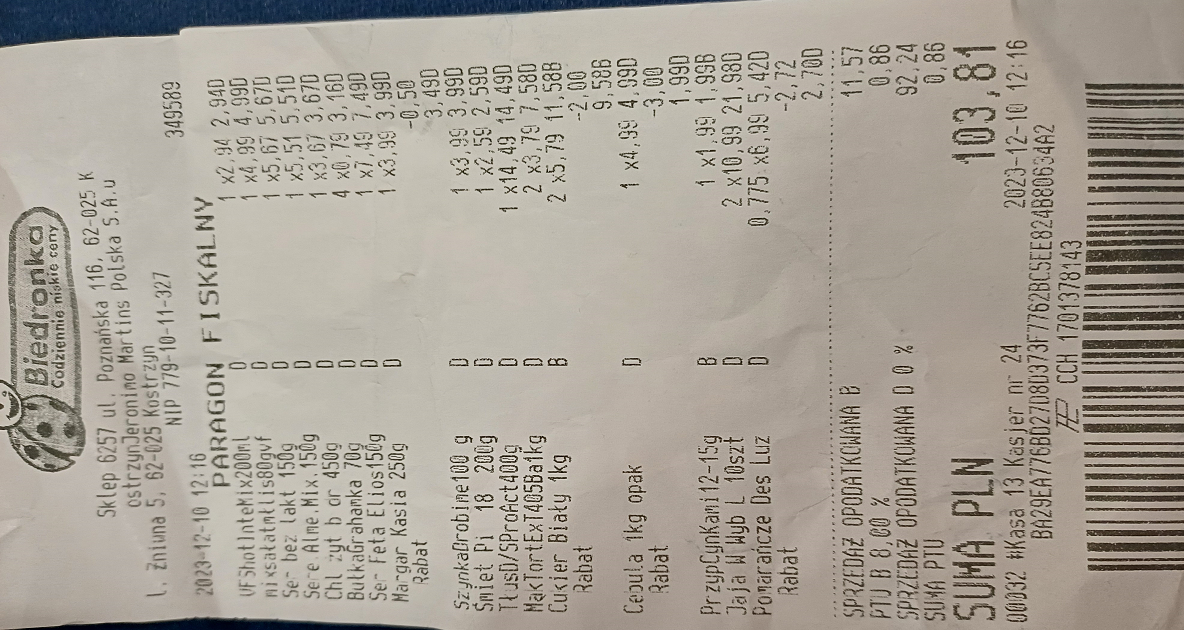 Biedronka
Codziennie niskie ceny
Sklep 6257 ul. Poznańska 116, 62-025 K
ostrzynJeronimo Martins Polska S.A.u
l. Żniwna 5, 62-025 Kostrzyn
NIP 779-10-11-327
2023-12-10 12:16 349589
PARAGON FISKALNY
VFShotInteMix200ml D 1 x2,94 2,94D
mixsałatmlis80gvf D 1 x4,99 4,99D
Ser bez lakt 150g D 1 x5,67 5,67D
Sere Alme.Mix.150g D 1 x5,51 5,51D
Chl żyt b or 450g D 1 x3,67 3,67D
BułkaGrahamka 70g D 4 x0,79 3,16D
Ser Feta Elios150g D 1 x7,49 7,49D
Margar Kasia 250g D 1 x3,99 3,99D
Rabat -0,50
3,49D
SzynkaDrobime100 g D 1 x3,99 3,99D
Śmiet Pi 18 200g D 1 x2,59 2,59D
TłusD/SProAct400g D 1 x14,49 14,49D
MąkTortExT405Ba1kg D 2 x3,79 7,58D
Cukier Biały 1kg B 2 x5,79 11,58B
Rabat -2,00
9,58B
Cebula 1kg opak D 1 x4,99 4,99D
Rabat -3,00
1,99D
PrzypCynKami12-15g B 1 x1,99 1,99B
Jaja W Wyb L 10szt D 2 x10,99 21,98D
Pomarańcze Des Luz D 0,775 x6,99 5,42D
Rabat -2,72
2,70D
SPRZEDAŻ OPODATKOWANA B 11,57
PTU B 8,00 % 0,86
SPRZEDAŻ OPODATKOWANA D 0 % 92,24
SUMA PTU 0,86
SUMA PLN 103,81
00092 #Kasa 13 Kasjer nr 24 2023-12-10 12:16
BA29EA776BD27D8D373F7762BC5EE824B80634A2
CCH 1701378143